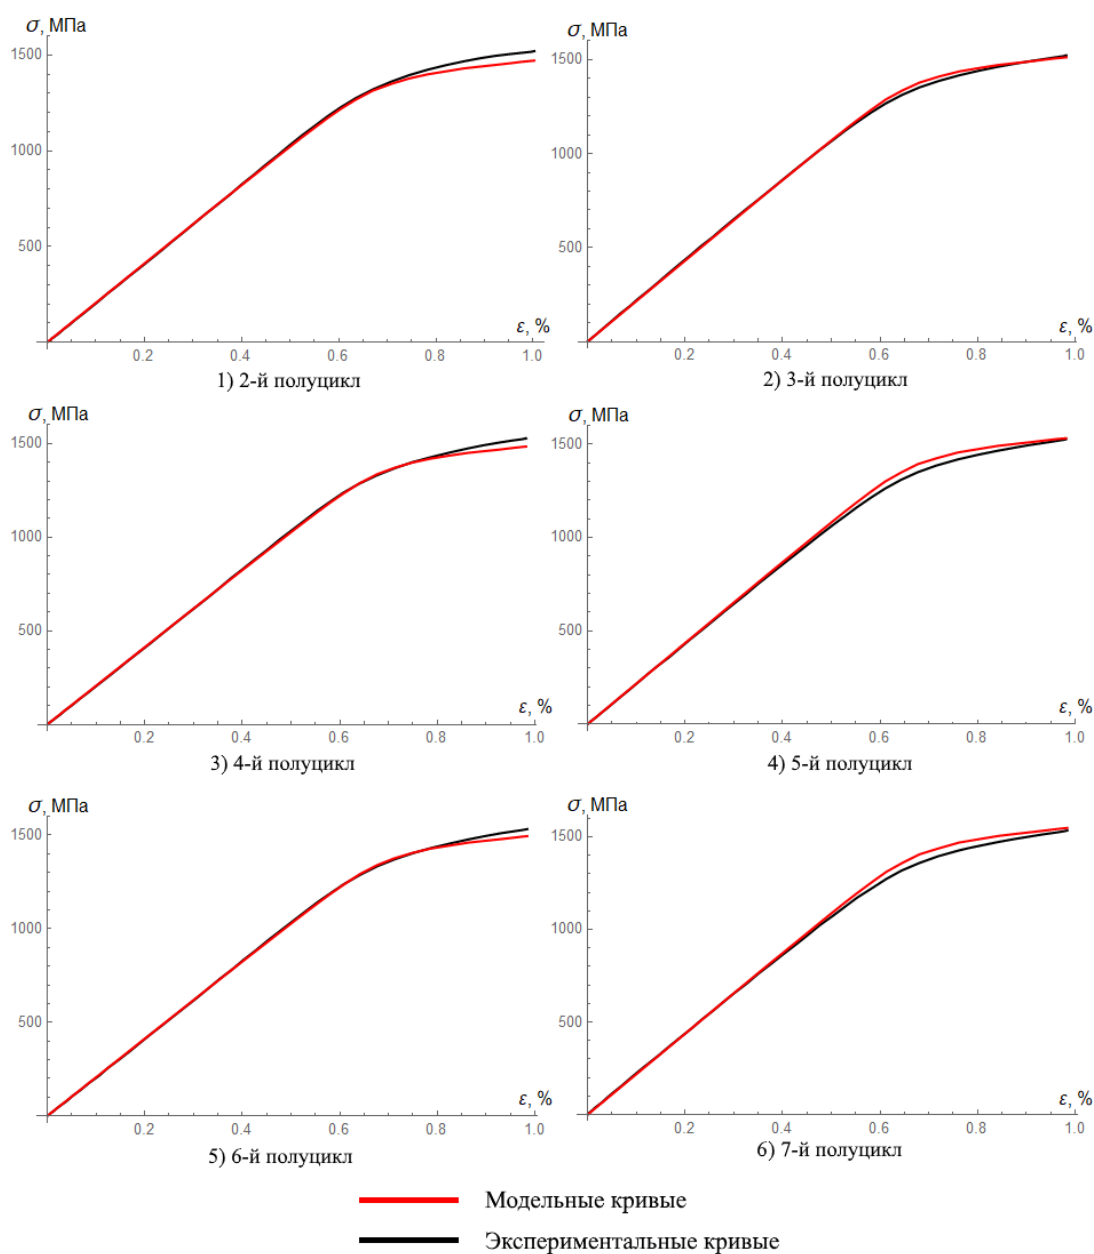 σ, МПа
1500
1000
500
ε, %
0.2 0.4 0.6 0.8 1.0
1) 2-й полуцикл
σ, МПа
1500
1000
500
ε, %
0.2 0.4 0.6 0.8 1.0
2) 3-й полуцикл
σ, МПа
1500
1000
500
ε, %
0.2 0.4 0.6 0.8 1.0
3) 4-й полуцикл
σ, МПа
1500
1000
500
ε, %
0.2 0.4 0.6 0.8 1.0
4) 5-й полуцикл
σ, МПа
1500
1000
500
ε, %
0.2 0.4 0.6 0.8 1.0
5) 6-й полуцикл
σ, МПа
1500
1000
500
ε, %
0.2 0.4 0.6 0.8 1.0
6) 7-й полуцикл
Модельные кривые
Экспериментальные кривые